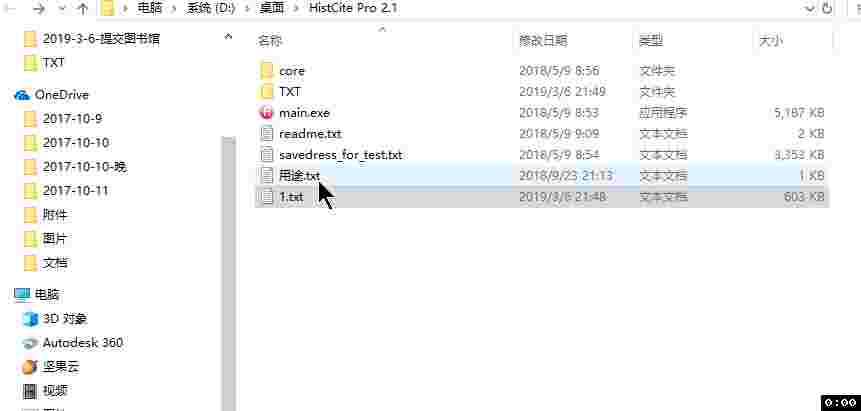 电脑 > 系统 (D:) > 桌面 > HistCite Pro 2.1
2019-3-6-提交图书馆
TXT
OneDrive
2017-10-9
2017-10-10
2017-10-10-晚
2017-10-11
附件
图片
文档
电脑
3D 对象
Autodesk 360
坚果云
视频
名称 修改日期 类型 大小
core 2018/5/9 8:56 文件夹
TXT 2019/3/6 21:49 文件夹
main.exe 2018/5/9 8:53 应用程序 5,187 KB
readme.txt 2018/5/9 9:09 文本文档 2 KB
savedress_for_test.txt 2018/5/9 8:54 文本文档 3,353 KB
用途.txt 2018/9/23 21:13 文本文档 1 KB
1.txt 2019/3/6 21:48 文本文档 603 KB
0:00